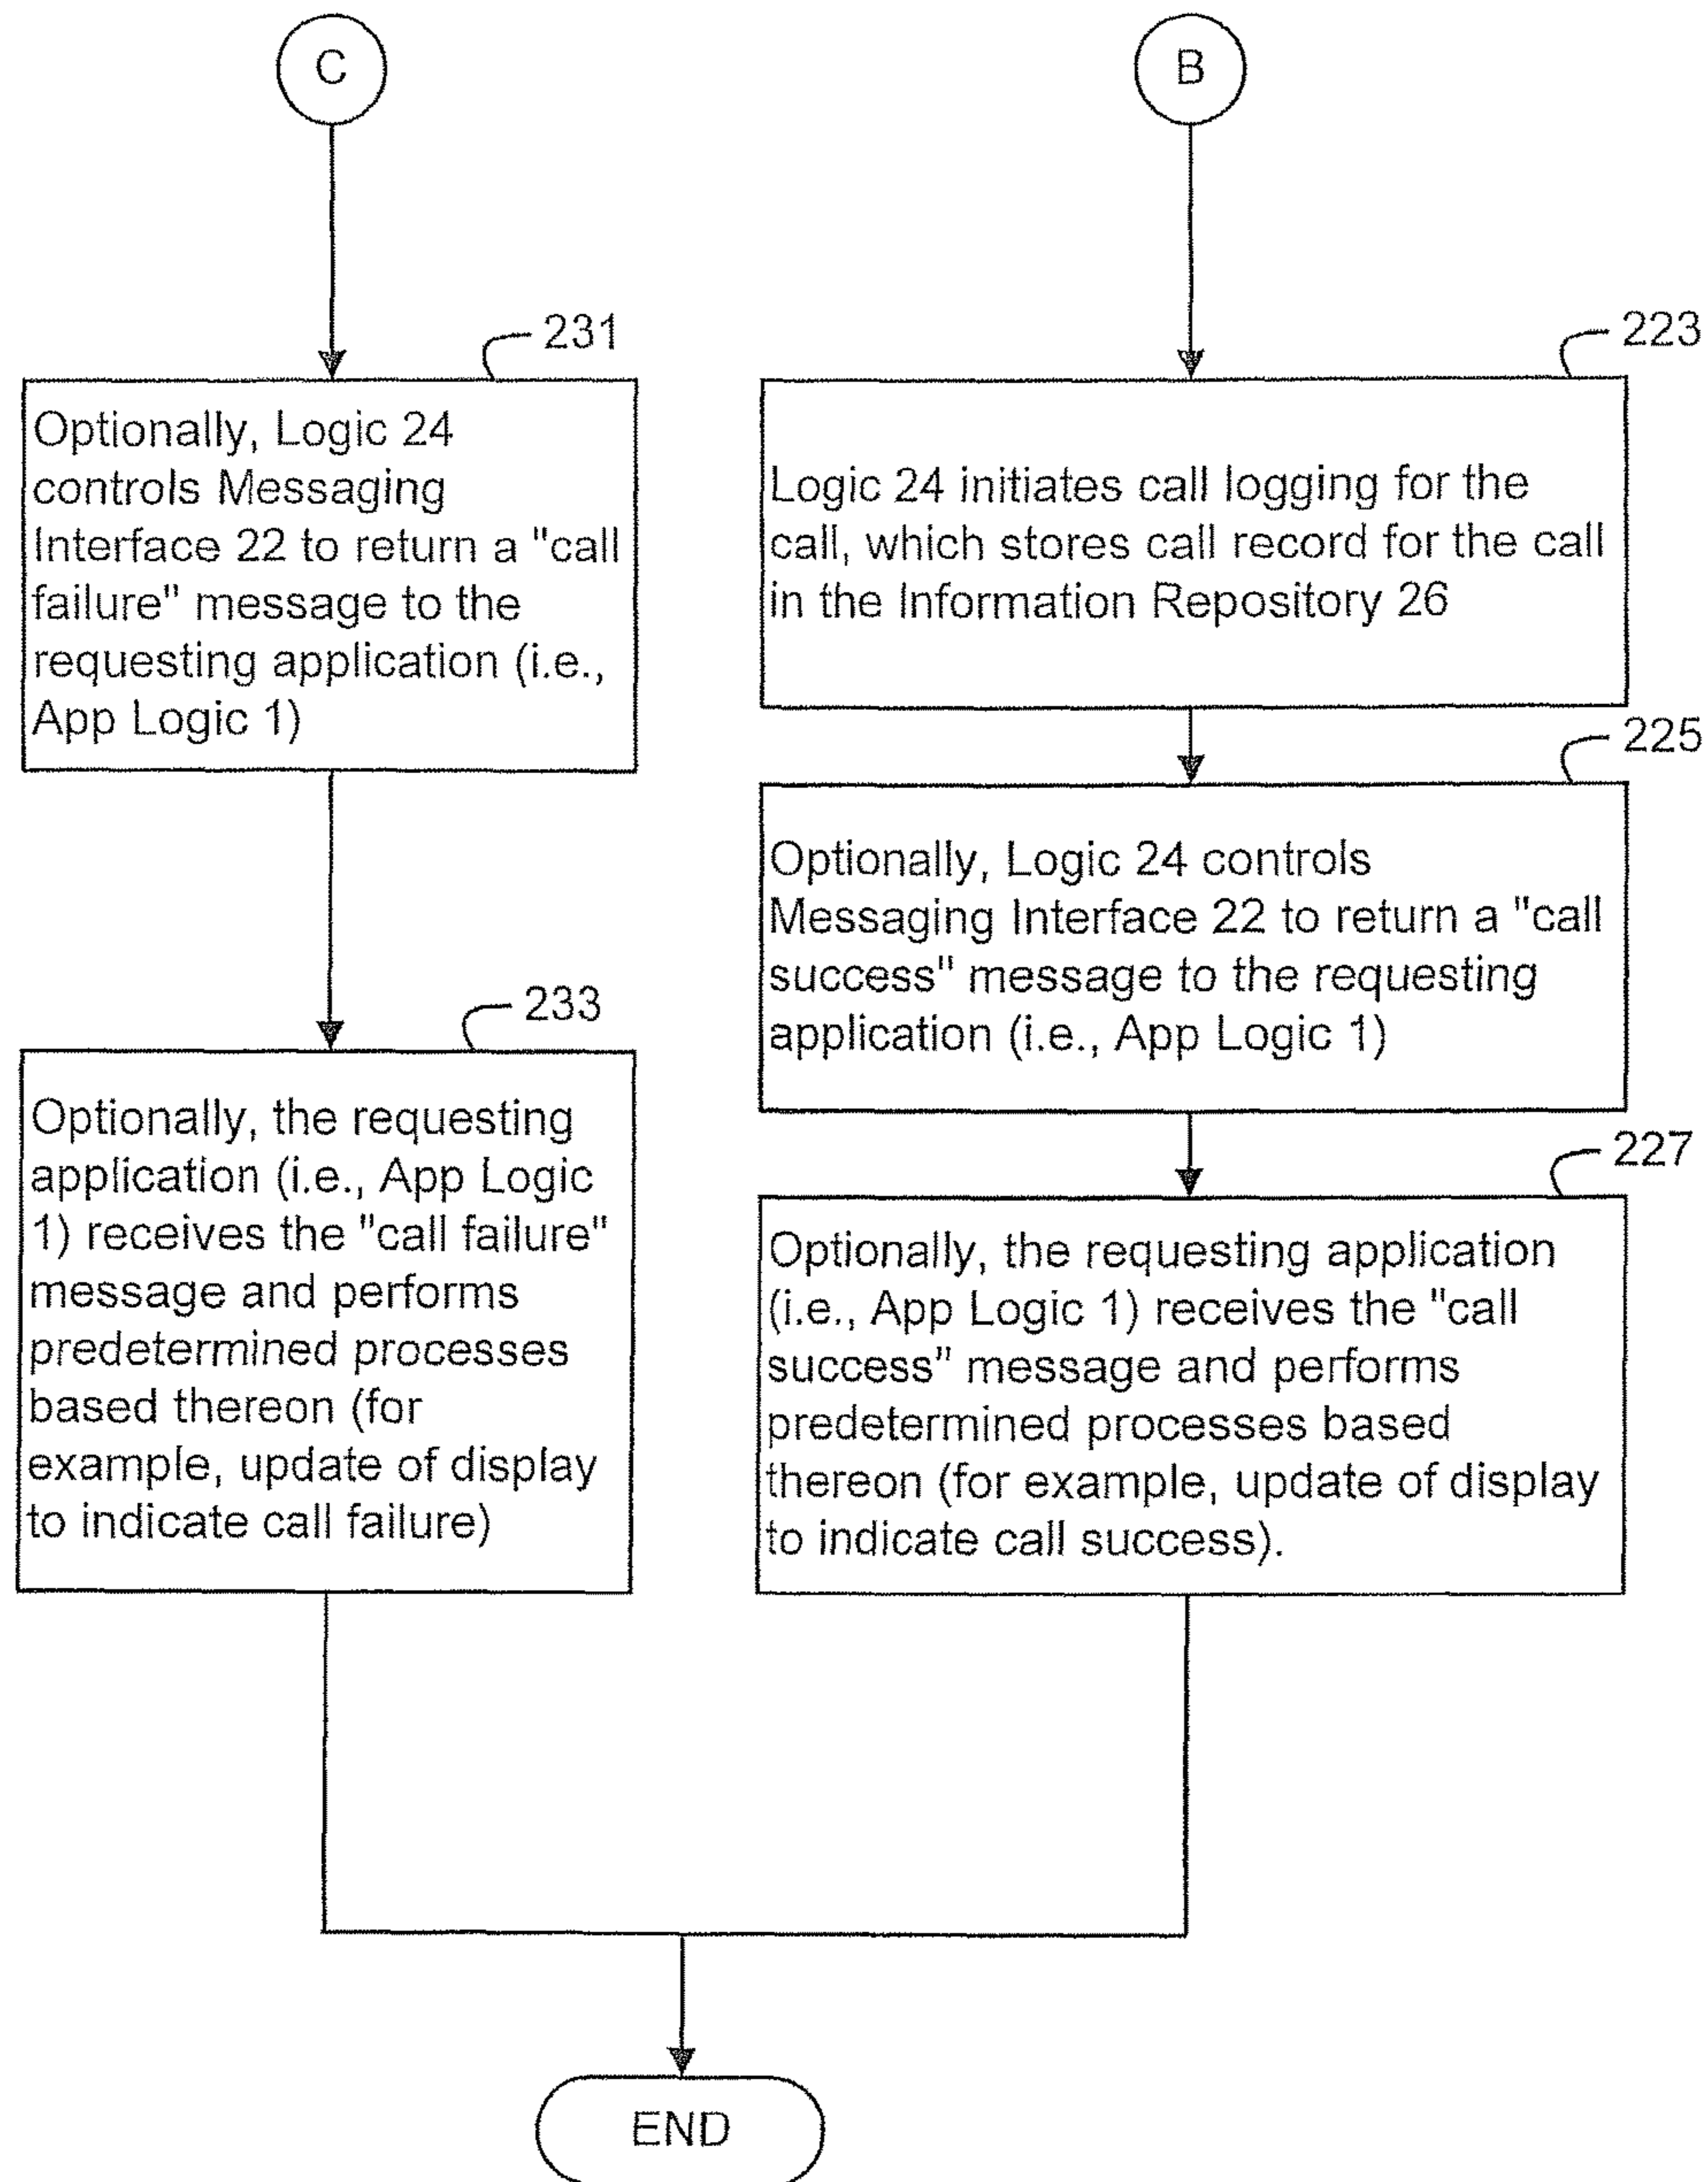 C
231
Optionally, Logic 24
controls Messaging
Interface 22 to return a "call
failure" message to the
requesting application (i.e.,
App Logic 1)
233
Optionally, the requesting
application (i.e., App Logic
1) receives the "call failure"
message and performs
predetermined processes
based thereon (for
example, update of display
to indicate call failure)
B
223
Logic 24 initiates call logging for the
call, which stores call record for the call
in the Information Repository 26
225
Optionally, Logic 24 controls
Messaging Interface 22 to return a "call
success" message to the requesting
application (i.e., App Logic 1)
227
Optionally, the requesting application
(i.e., App Logic 1) receives the "call
success" message and performs
predetermined processes based
thereon (for example, update of display
to indicate call success).
END